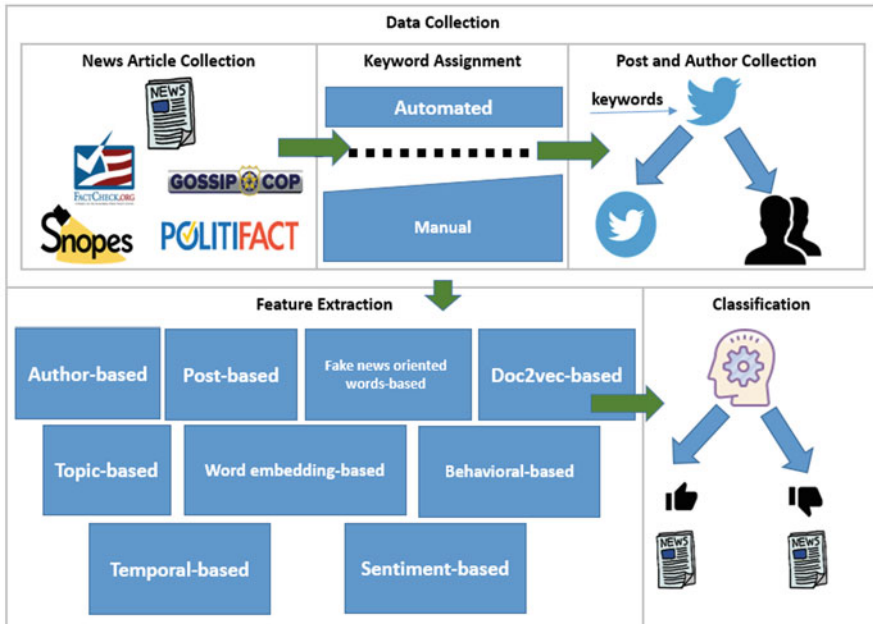 Data Collection
News Article Collection
Keyword Assignment
Post and Author Collection
NEWS
Automated
keywords
FACTCHECK.ORG
GOSSIP COP
Snopes
POLITIFACT
Manual
Feature Extraction
Classification
Author-based
Post-based
Fake news oriented
words-based
Doc2vec-based
Topic-based
Word embedding-based
Behavioral-based
Temporal-based
Sentiment-based
NEWS
NEWS